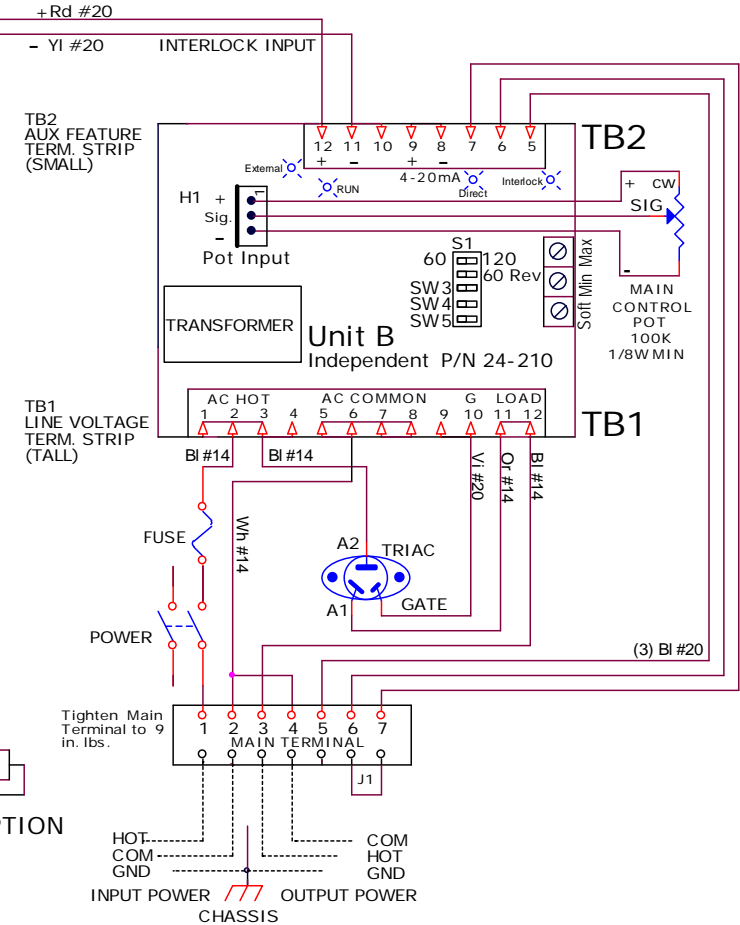 +Rd #20
– Yl #20 INTERLOCK INPUT
TB2
AUX FEATURE
TERM. STRIP
(SMALL)
12 11 10 9 8 7 6 5
+ – + –
4-20mA
TB2
External
RUN
Direct
Interlock
H1 +
Sig.
–
1
Pot Input
+ CW
SIG
-
MAIN
CONTROL
POT
100K
1/8W MIN
S1
60 120
60 Rev
SW3
SW4
SW5
Soft Min Max
TRANSFORMER
Unit B
Independent P/N 24-210
TB1
LINE VOLTAGE
TERM. STRIP
(TALL)
AC HOT AC COMMON G LOAD
1 2 3 4 5 6 7 8 9 10 11 12
TB1
Bl #14
Bl #14
Vi #20
Or #14
Bl #14
Wh #14
FUSE
A2
TRIAC
A1
GATE
POWER
(3) Bl #20
Tighten Main
Terminal to 9
in. lbs.
1 2 3 4 5 6 7
MAIN TERMINAL
J1
PTION
HOT
COM
GND
COM
HOT
GND
INPUT POWER
OUTPUT POWER
CHASSIS